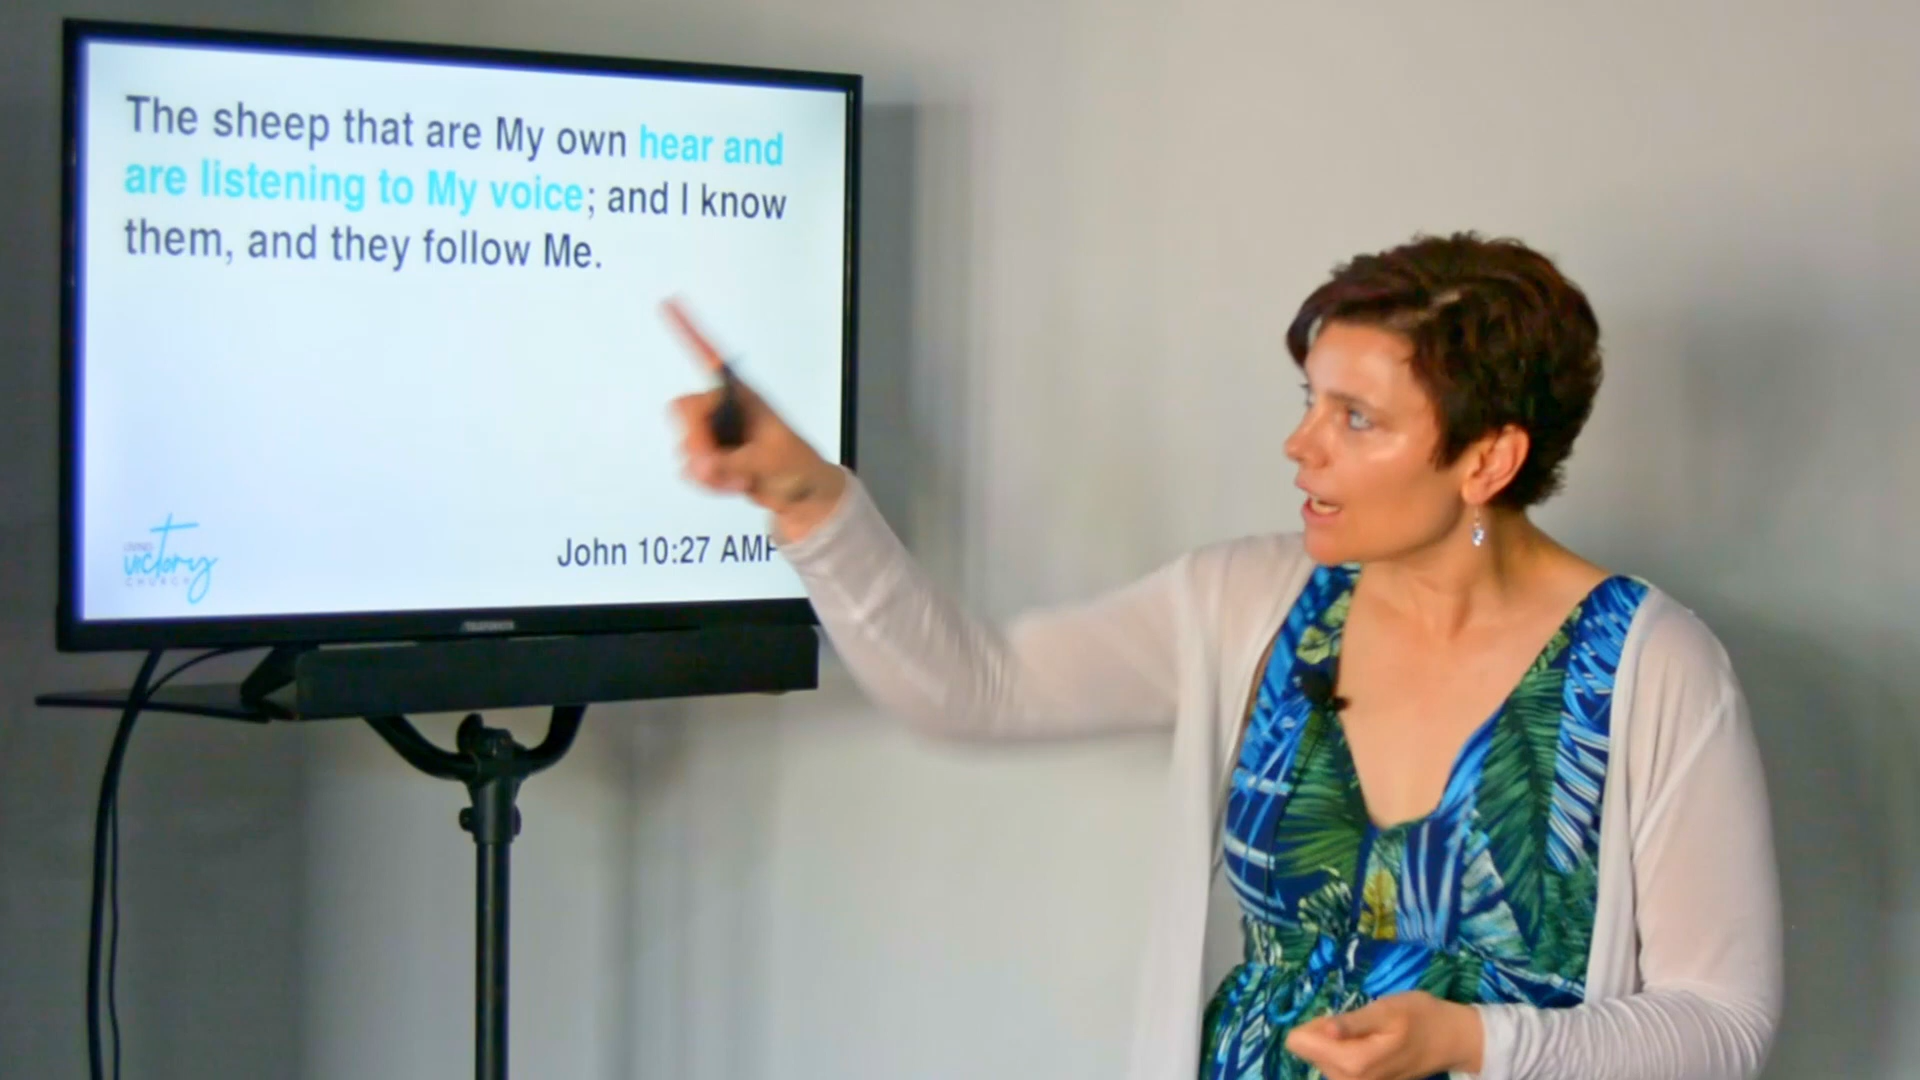 The sheep that are My own hear and
are listening to My voice; and I know
them, and they follow Me.
victory
CHURCH
John 10:27 AMP